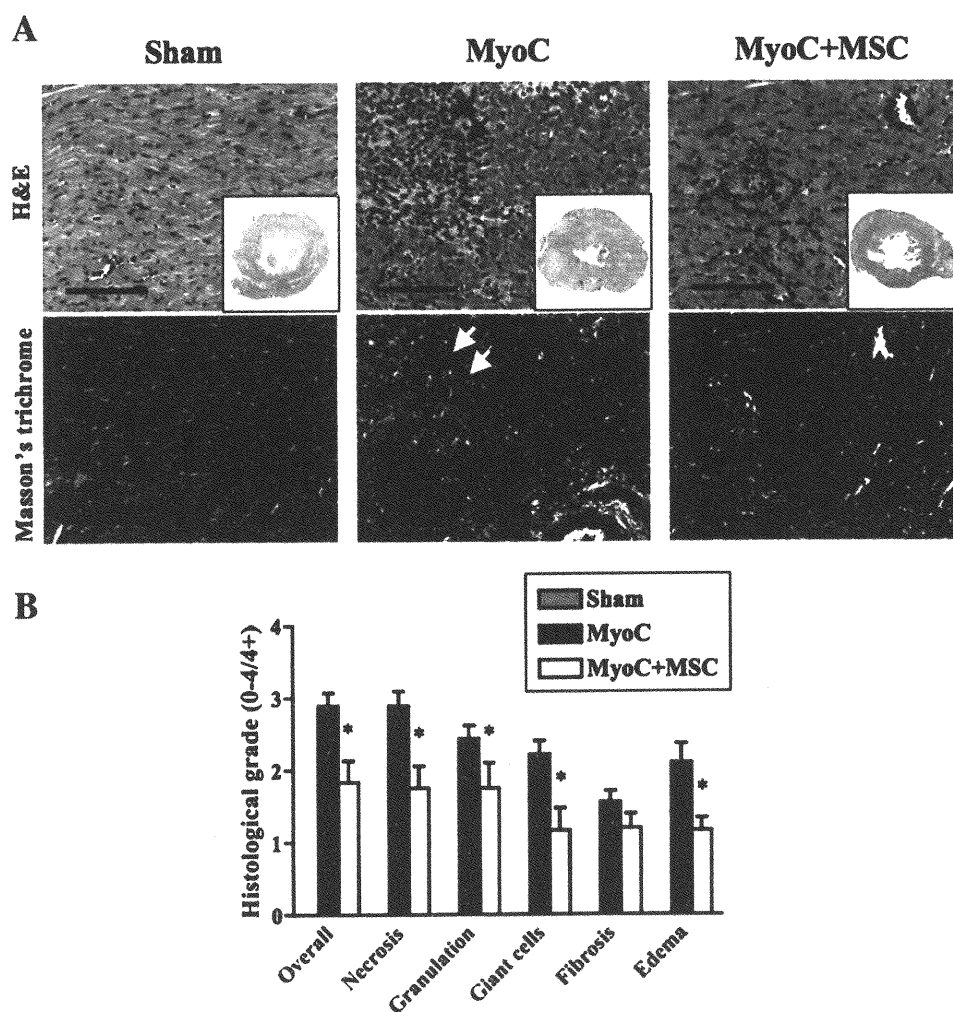 A
Sham MyoC MyoC+MSC
H&E
Masson's trichrome
B
Sham
MyoC
MyoC+MSC
Histological grade (0-4/4+)
4
3
2
1
0
* * * * *
Overall Necrosis Granulation Giant cells Fibrosis Edema